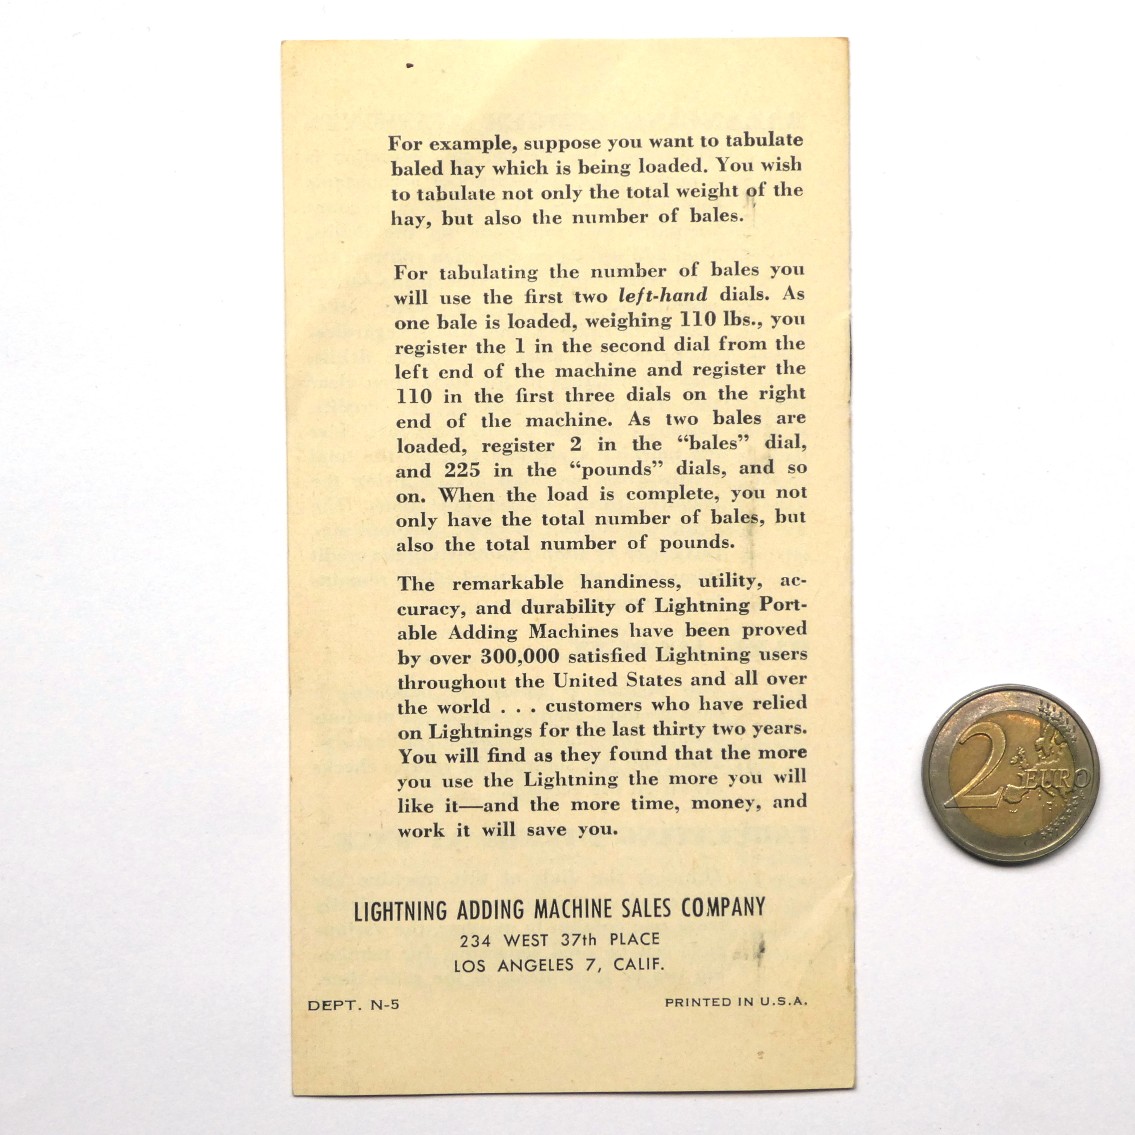 For example, suppose you want to tabulate
baled hay which is being loaded. You wish
to tabulate not only the total weight of the
hay, but also the number of bales.
For tabulating the number of bales you
will use the first two left-hand dials. As
one bale is loaded, weighing 110 lbs., you
register the 1 in the second dial from the
left end of the machine and register the
110 in the first three dials on the right
end of the machine. As two bales are
loaded, register 2 in the “bales” dial,
and 225 in the “pounds” dials, and so
on. When the load is complete, you not
only have the total number of bales, but
also the total number of pounds.
The remarkable handiness, utility, ac-
curacy, and durability of Lightning Port-
able Adding Machines have been proved
by over 300,000 satisfied Lightning users
throughout the United States and all over
the world . . . customers who have relied
on Lightnings for the last thirty two years.
You will find as they found that the more
you use the Lightning the more you will
like it—and the more time, money, and
work it will save you.
LIGHTNING ADDING MACHINE SALES COMPANY
234 WEST 37th PLACE
LOS ANGELES 7, CALIF.
DEPT. N-5 PRINTED IN U.S.A.
2 EURO